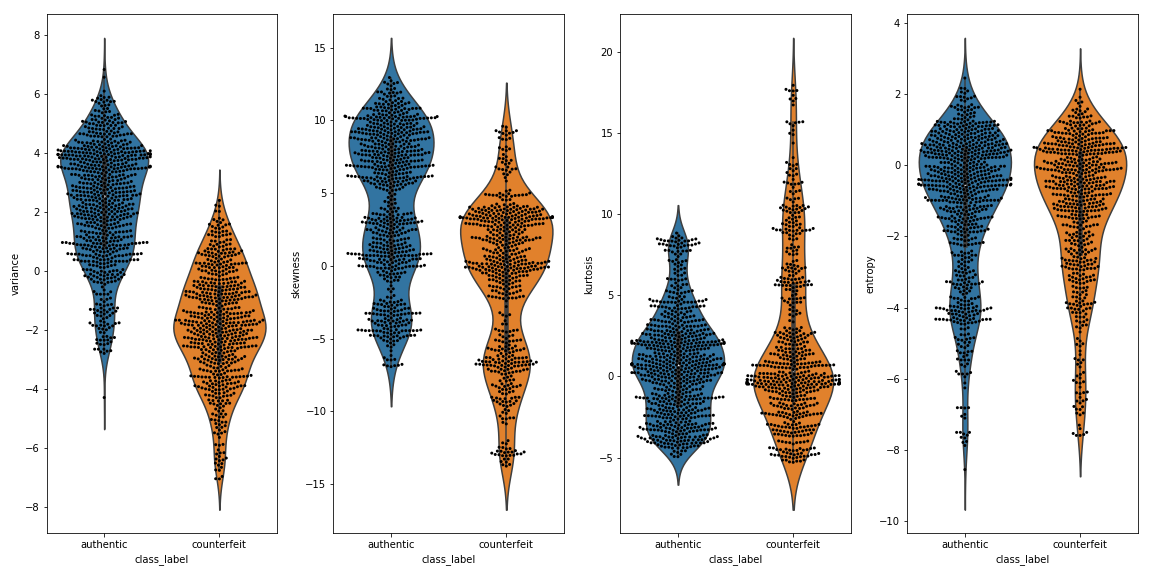 variance
8
6
4
2
0
−2
−4
−6
−8
authentic
counterfeit
class_label
skewness
15
10
5
0
−5
−10
−15
authentic
counterfeit
class_label
kurtosis
20
15
10
5
0
−5
authentic
counterfeit
class_label
entropy
4
2
0
−2
−4
−6
−8
−10
authentic
counterfeit
class_label